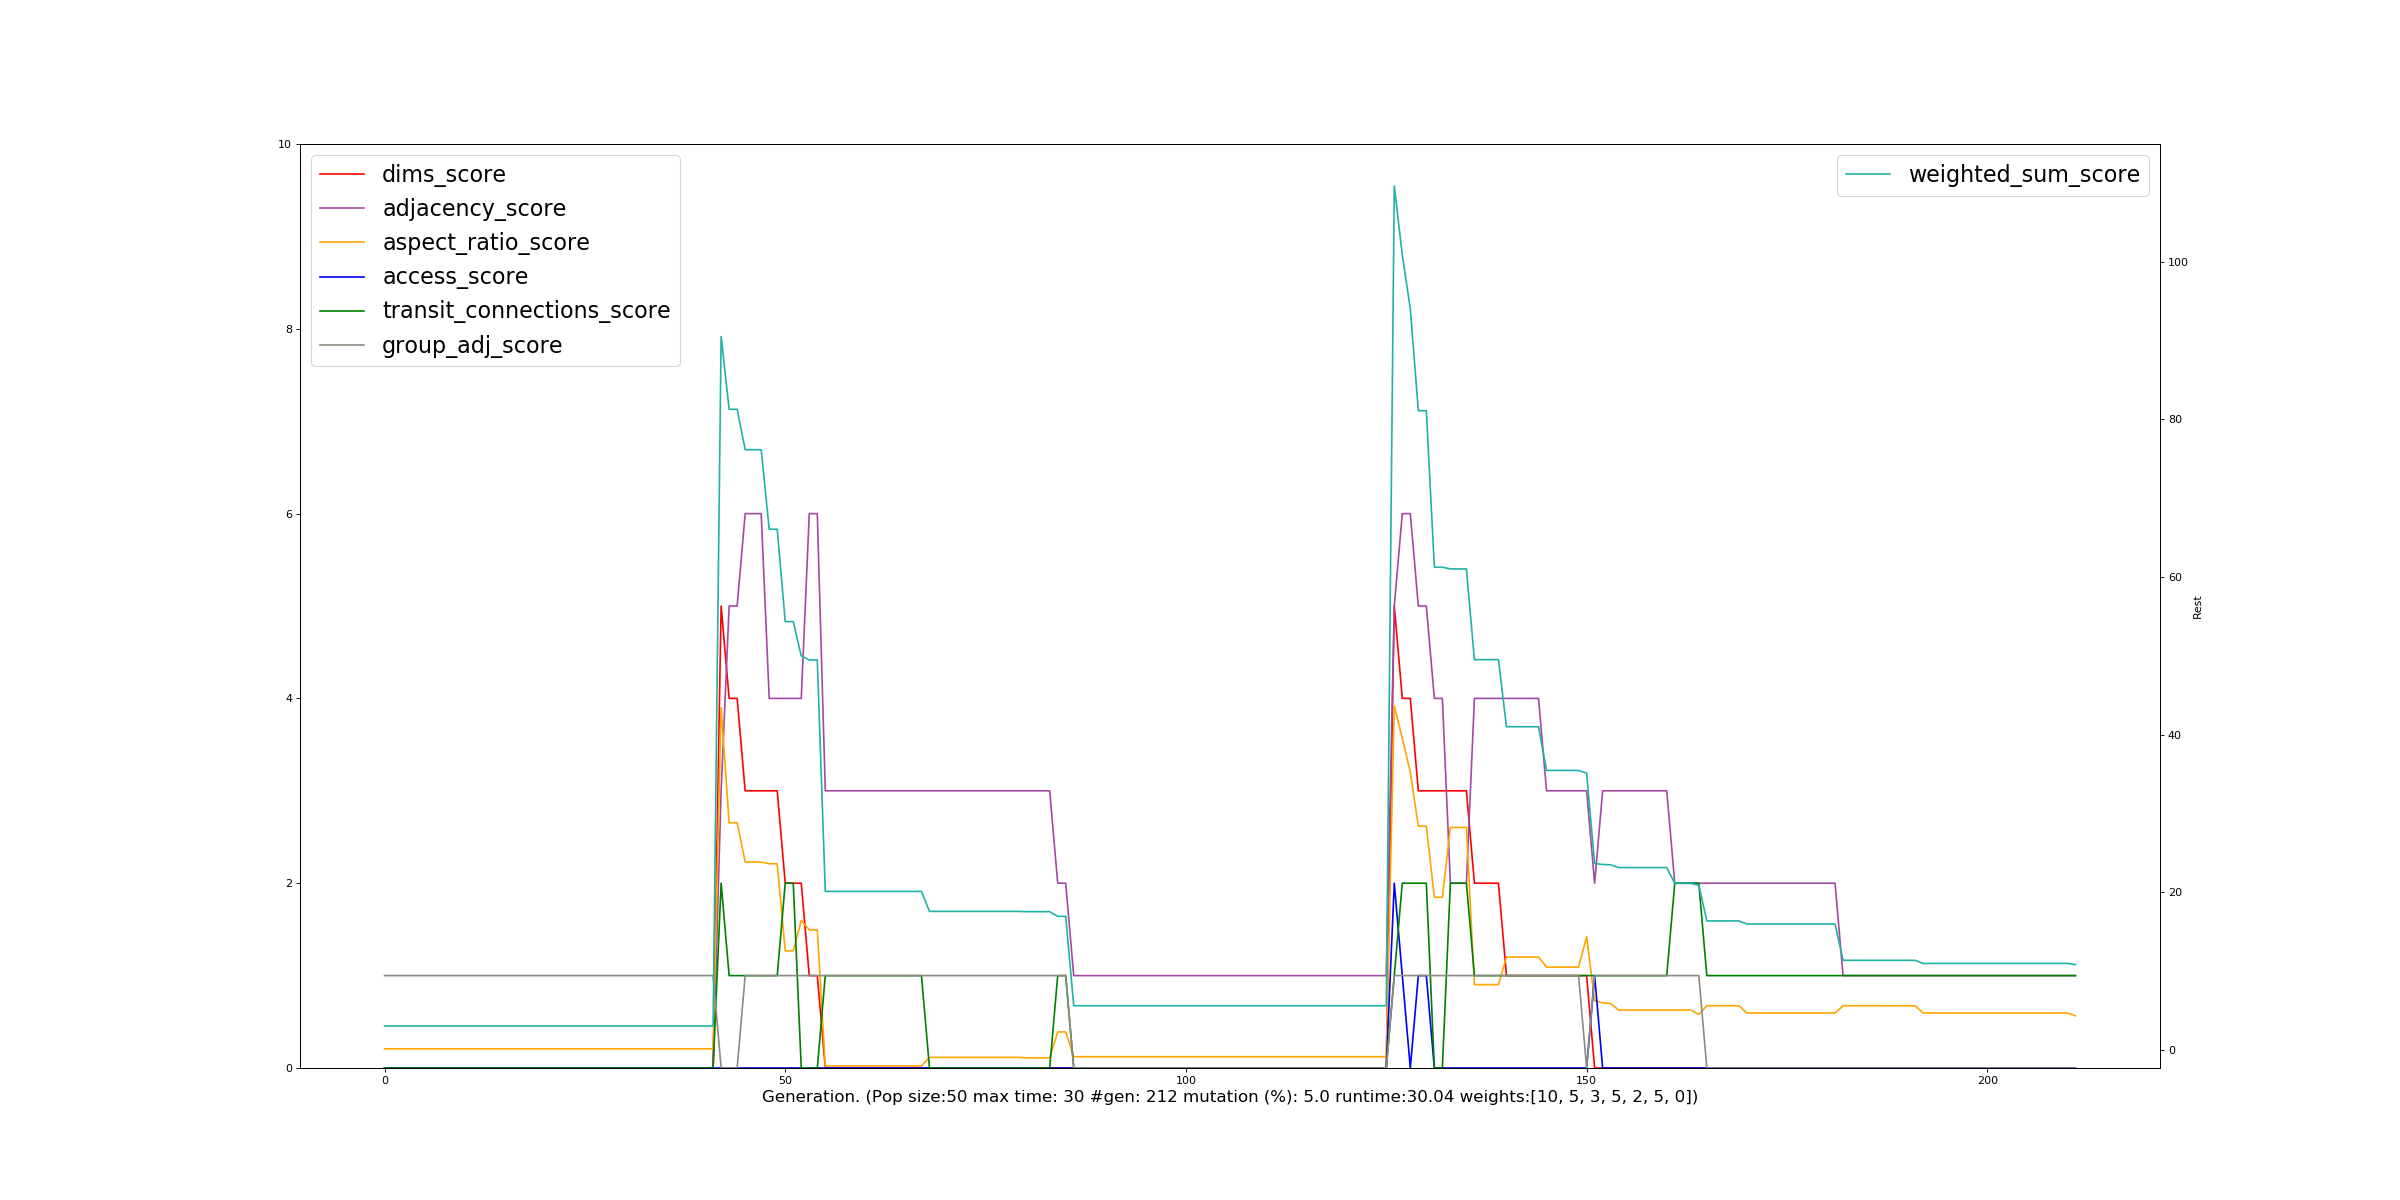 dims_score
adjacency_score
aspect_ratio_score
access_score
transit_connections_score
group_adj_score
weighted_sum_score
10
8
6
4
2
0
100
80
60
40
20
0
Rest
0 50 100 150 200
Generation. (Pop size:50 max time: 30 #gen: 212 mutation (%): 5.0 runtime:30.04 weights:[10, 5, 3, 5, 2, 5, 0])